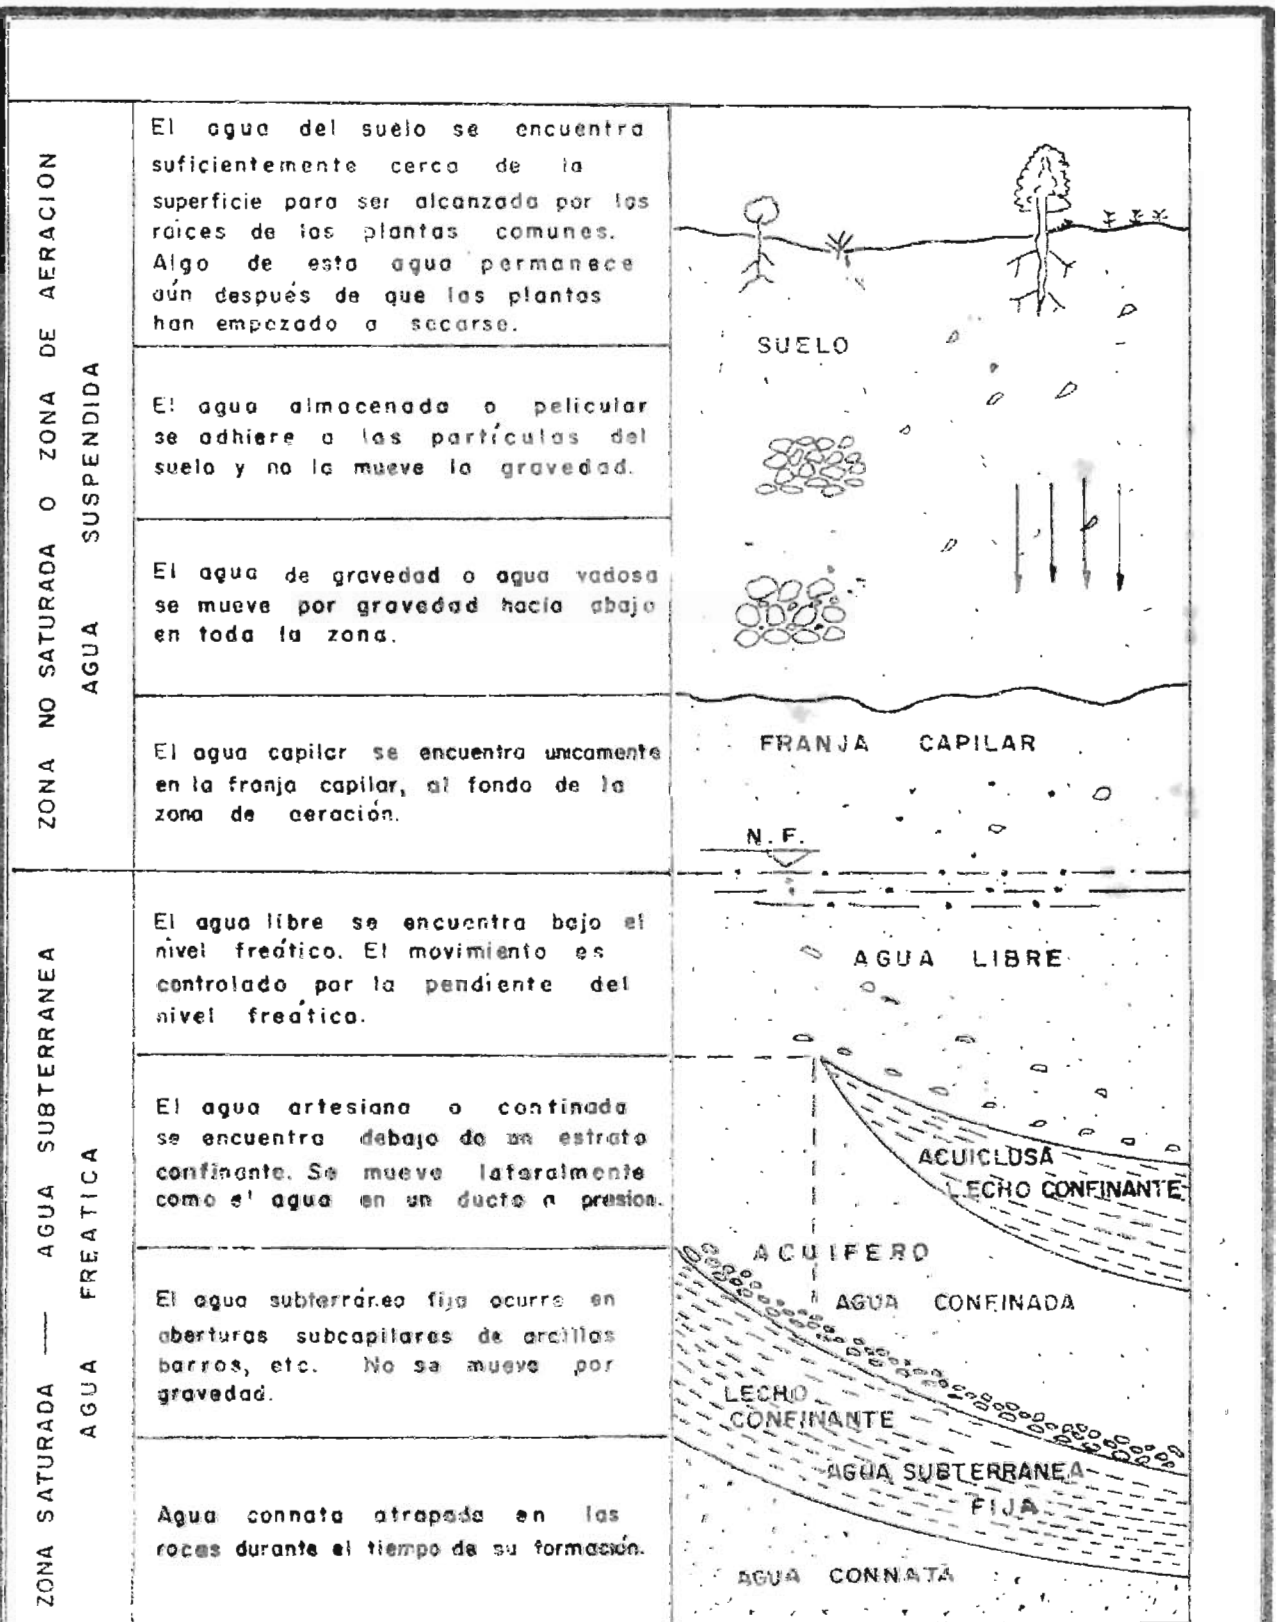 ZONA NO SATURADA O ZONA DE AERACION
AGUA SUSPENDIDA
El agua del suelo se encuentra
suficientemente cerca de la
superficie para ser alcanzada por las
raíces de las plantas comunes.
Algo de esta agua permanece
aún después de que las plantas
han empezado a secarse.
El agua almacenada o pelicular
se adhiere a las partículas del
suelo y no la mueve la gravedad.
El agua de gravedad o agua vadosa
se mueve por gravedad hacia abajo
en toda la zona.
El agua capilar se encuentra unicamente
en la franja capilar, al fondo de la
zona de aeración.
SUELO
FRANJA CAPILAR
N.F.
ZONA SATURADA — AGUA SUBTERRANEA
AGUA FREATICA
El agua libre se encuentra bajo el
nivel freático. El movimiento es
controlado por la pendiente del
nivel freático.
El agua artesiana o confinada
se encuentra debajo de un estrato
confinante. Se mueve lateralmente
como el agua en un ducto a presion.
El agua subterránea fija ocurre en
aberturas subcapilares de arcillas
barros, etc. No se mueve por
gravedad.
Agua connata atrapada en las
rocas durante el tiempo de su formación.
AGUA LIBRE
ACUICLUSA
LECHO CONFINANTE
ACUIFERO
AGUA CONFINADA
LECHO
CONFINANTE
AGUA SUBTERRANEA
FIJA
AGUA CONNATA